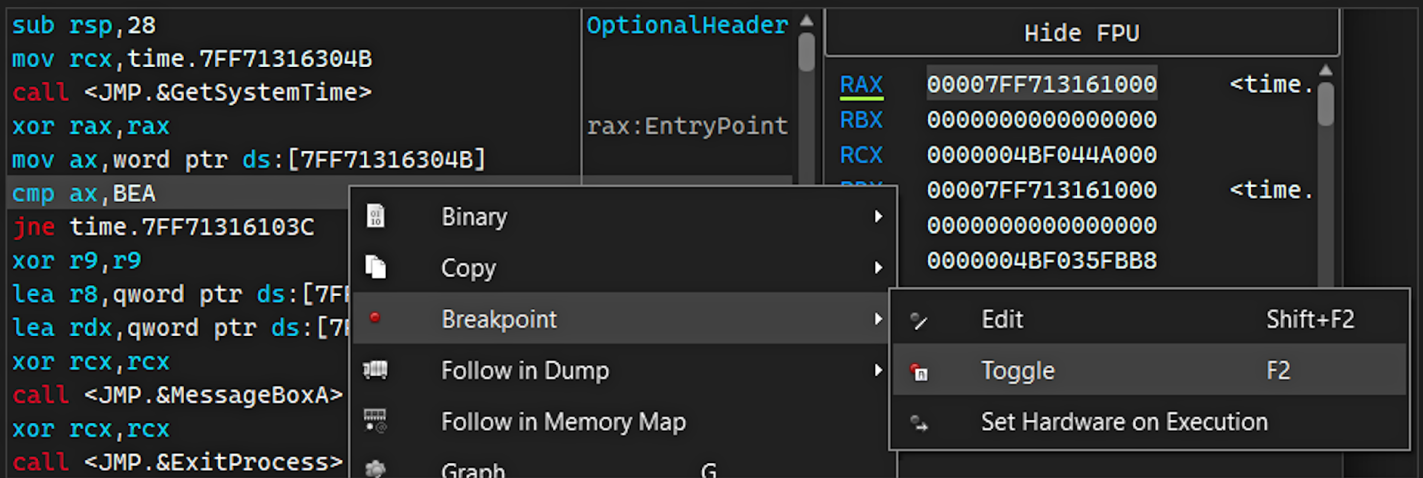 sub rsp,28
mov rcx,time.7FF71316304B
call <JMP.&GetSystemTime>
xor rax,rax
mov ax,word ptr ds:[7FF71316304B]
cmp ax,BEA
jne time.7FF71316103C
xor r9,r9
lea r8,qword ptr ds:[7F
lea rdx,qword ptr ds:[7
xor rcx,rcx
call <JMP.&MessageBoxA>
xor rcx,rcx
call <JMP.&ExitProcess>
OptionalHeader
rax:EntryPoint
Hide FPU
RAX 00007FF713161000 <time.
RBX 0000000000000000
RCX 0000004BF044A000
00007FF713161000 <time.
0000000000000000
0000004BF035FBB8
Binary
Copy
Breakpoint
Follow in Dump
Follow in Memory Map
Graph G
Edit Shift+F2
Toggle F2
Set Hardware on Execution